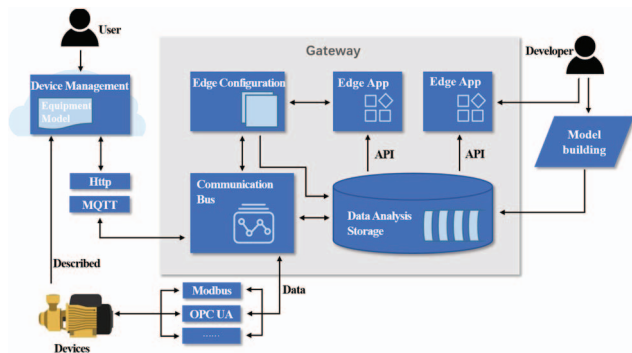 User
Gateway
Developer
Device Management
Equipment
Model
Edge Configuration
Edge App
Edge App
Model
building
API
API
Http
MQTT
Communication
Bus
Data Analysis
Storage
Described
Data
Modbus
OPC UA
......
Devices